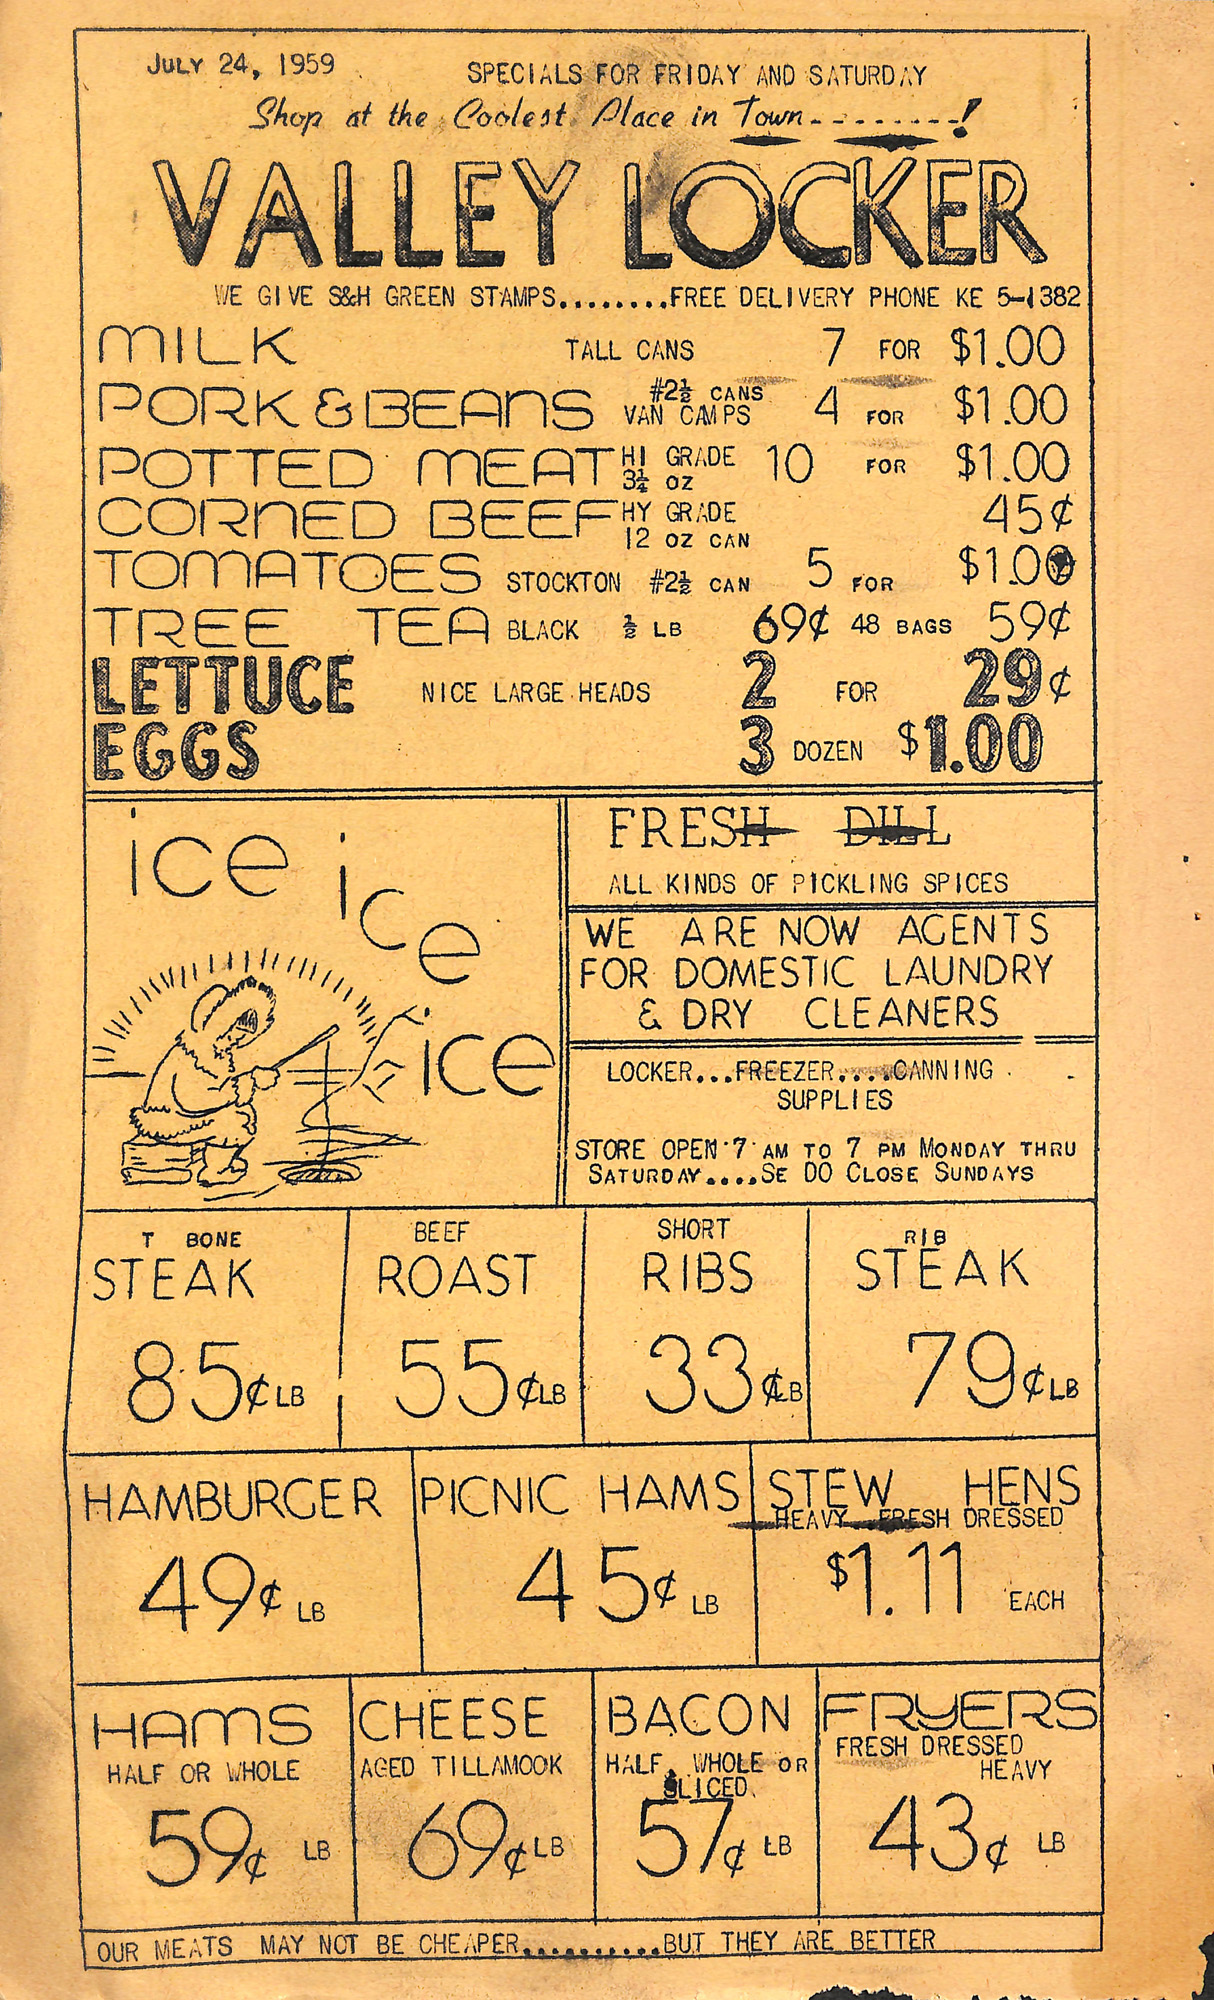 JULY 24, 1959
SPECIALS FOR FRIDAY AND SATURDAY
Shop at the Coolest Place in Town--------!
VALLEY LOCKER
WE GIVE S&H GREEN STAMPS........FREE DELIVERY PHONE KE 5-1382
MILK TALL CANS 7 FOR $1.00
PORK & BEANS #2½ CANS VAN CAMPS 4 FOR $1.00
POTTED MEAT HI GRADE 3¼ OZ 10 FOR $1.00
CORNED BEEF HY GRADE 12 OZ CAN 45¢
TOMATOES STOCKTON #2½ CAN 5 FOR $1.00
TREE TEA BLACK ½ LB 69¢ 48 BAGS 59¢
LETTUCE NICE LARGE HEADS 2 FOR 29¢
EGGS 3 DOZEN $1.00
ice ice ice
FRESH DILL
ALL KINDS OF PICKLING SPICES
WE ARE NOW AGENTS
FOR DOMESTIC LAUNDRY
& DRY CLEANERS
LOCKER...FREEZER....CANNING
SUPPLIES
STORE OPEN 7 AM TO 7 PM MONDAY THRU
SATURDAY....SE DO CLOSE SUNDAYS
T BONE
STEAK
85¢ LB
BEEF
ROAST
55¢ LB
SHORT
RIBS
33¢ LB
RIB
STEAK
79¢ LB
HAMBURGER
49¢ LB
PICNIC HAMS
45¢ LB
STEW HENS
HEAVY FRESH DRESSED
$1.11 EACH
HAMS
HALF OR WHOLE
59¢ LB
CHEESE
AGED TILLAMOOK
69¢ LB
BACON
HALF, WHOLE OR
SLICED
57¢ LB
FRYERS
FRESH DRESSED
HEAVY
43¢ LB
OUR MEATS MAY NOT BE CHEAPER..........BUT THEY ARE BETTER